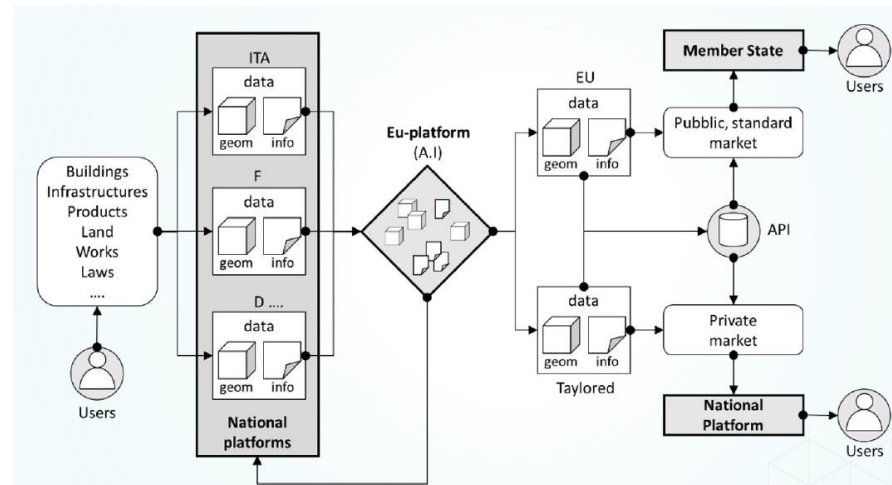 ITA
data
geom info
F
data
geom info
D ....
data
geom info
National
platforms
Buildings
Infrastructures
Products
Land
Works
Laws
....
Users
Eu-platform
(A.I)
EU
data
geom info
data
geom info
Taylored
Member State
Users
Pubblic, standard
market
API
Private
market
National
Platform
Users